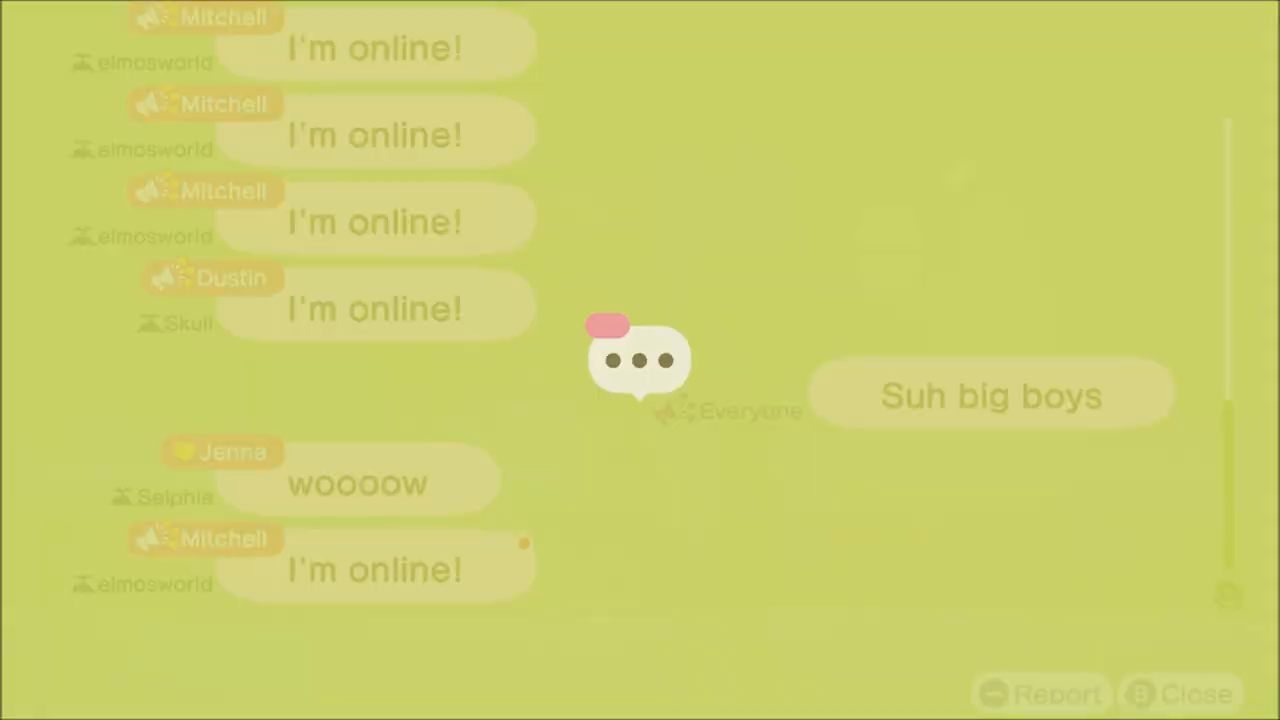 Mitchell
I'm online!
elmosworld
Mitchell
I'm online!
elmosworld
Mitchell
I'm online!
elmosworld
Dustin
I'm online!
Skull
Suh big boys
Everyone
Jenna
woooow
Selphia
Mitchell
I'm online!
elmosworld
Report
Close